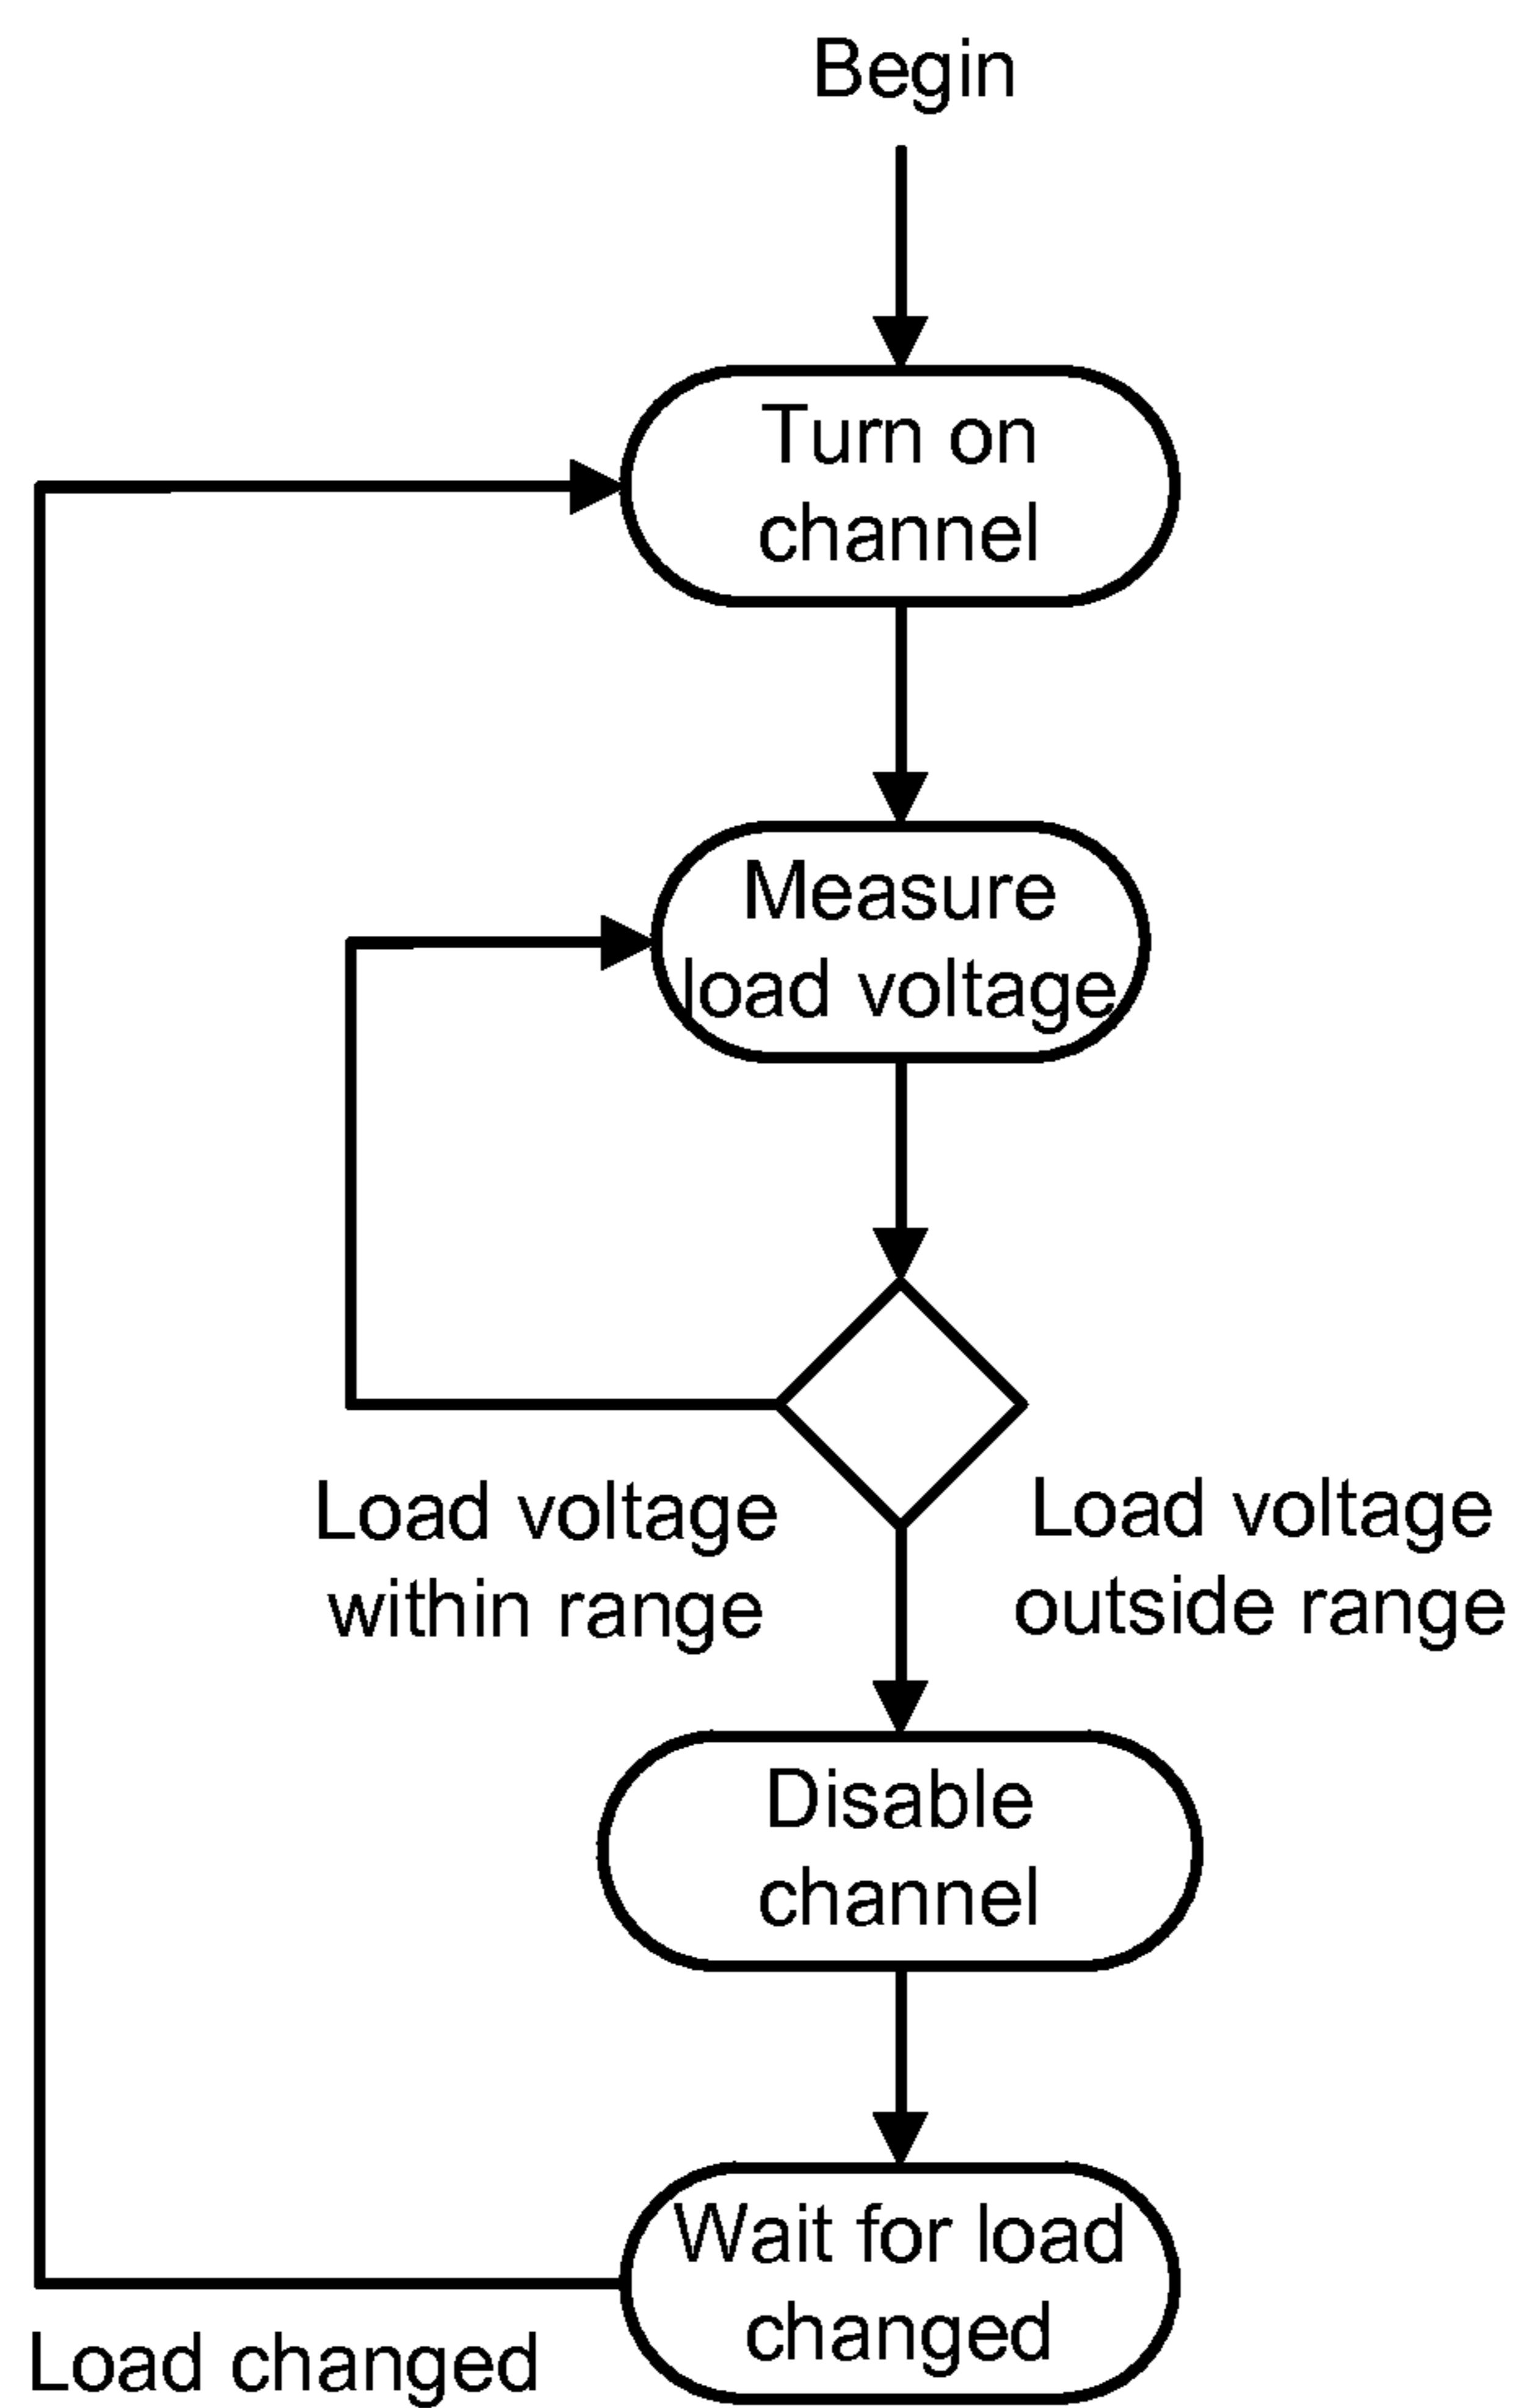 Begin
Turn on
channel
Measure
load voltage
Load voltage
within range
Load voltage
outside range
Disable
channel
Wait for load
changed
Load changed